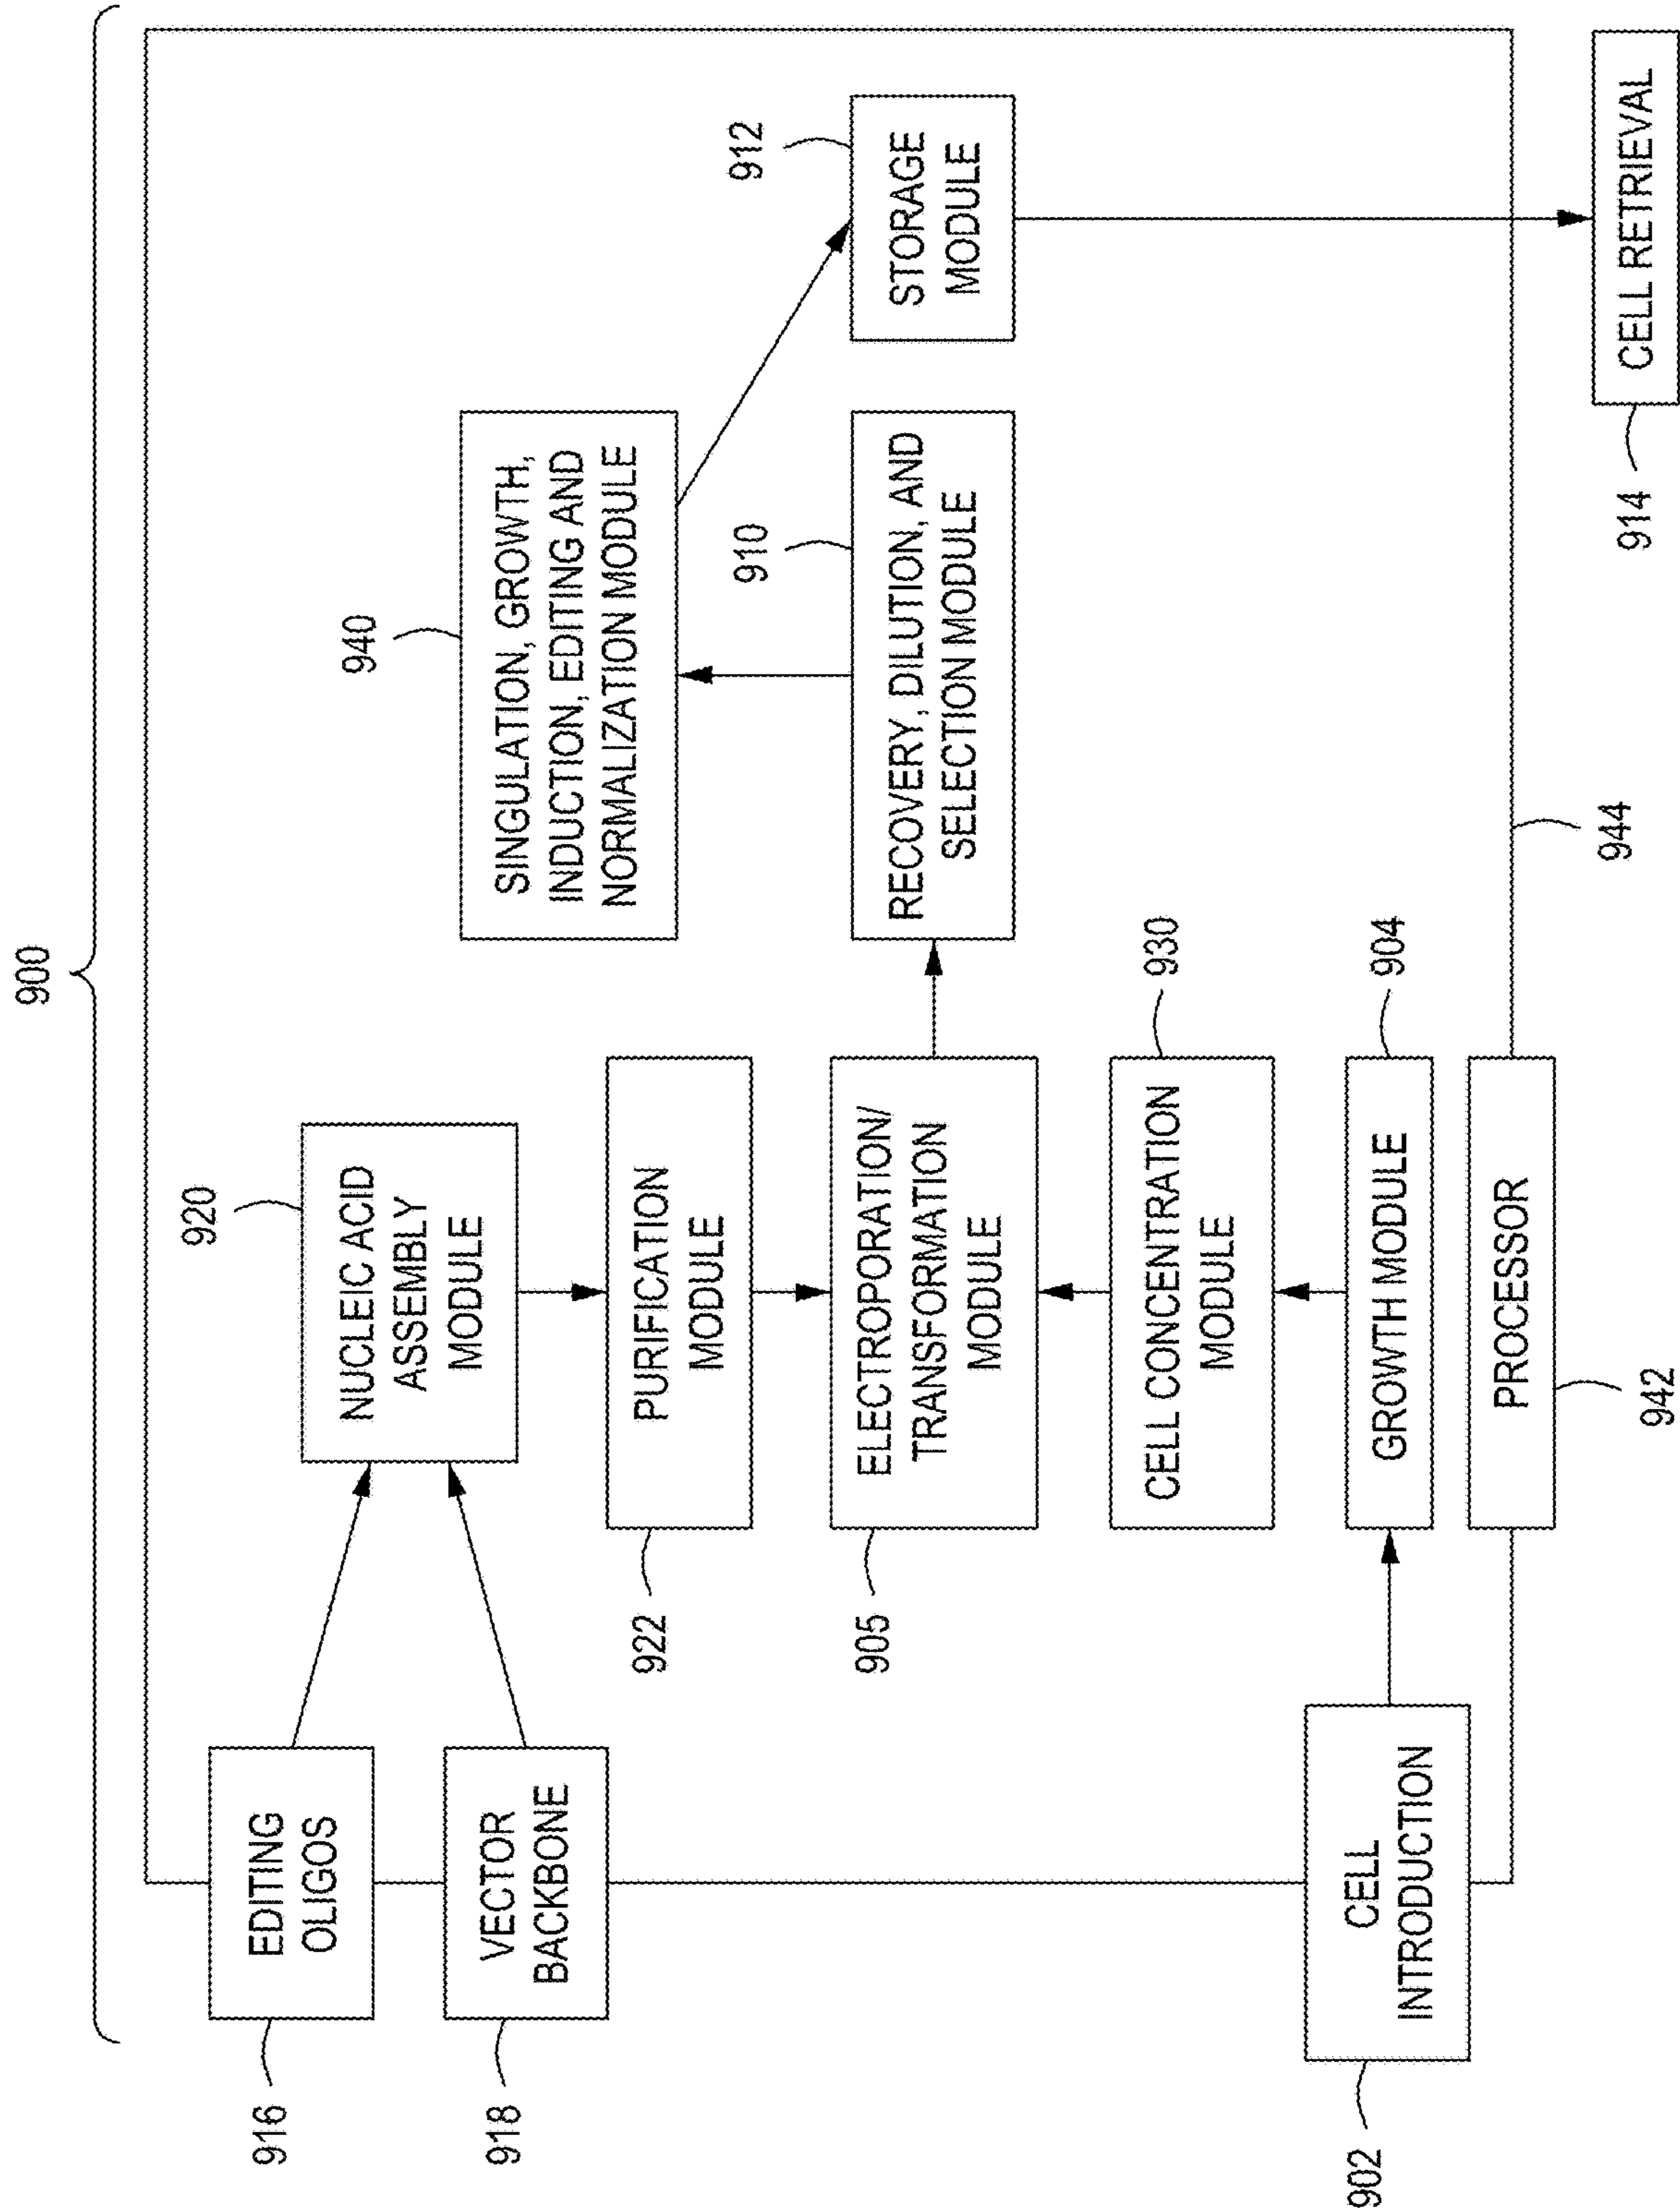 900
916
EDITING
OLIGOS
918
VECTOR
BACKBONE
920
NUCLEIC ACID
ASSEMBLY
MODULE
922
PURIFICATION
MODULE
905
ELECTROPORATION/
TRANSFORMATION
MODULE
CELL CONCENTRATION
MODULE
930
902
CELL
INTRODUCTION
GROWTH MODULE
904
PROCESSOR
942
944
940
SINGULATION, GROWTH,
INDUCTION, EDITING AND
NORMALIZATION MODULE
910
RECOVERY, DILUTION, AND
SELECTION MODULE
912
STORAGE
MODULE
914
CELL RETRIEVAL